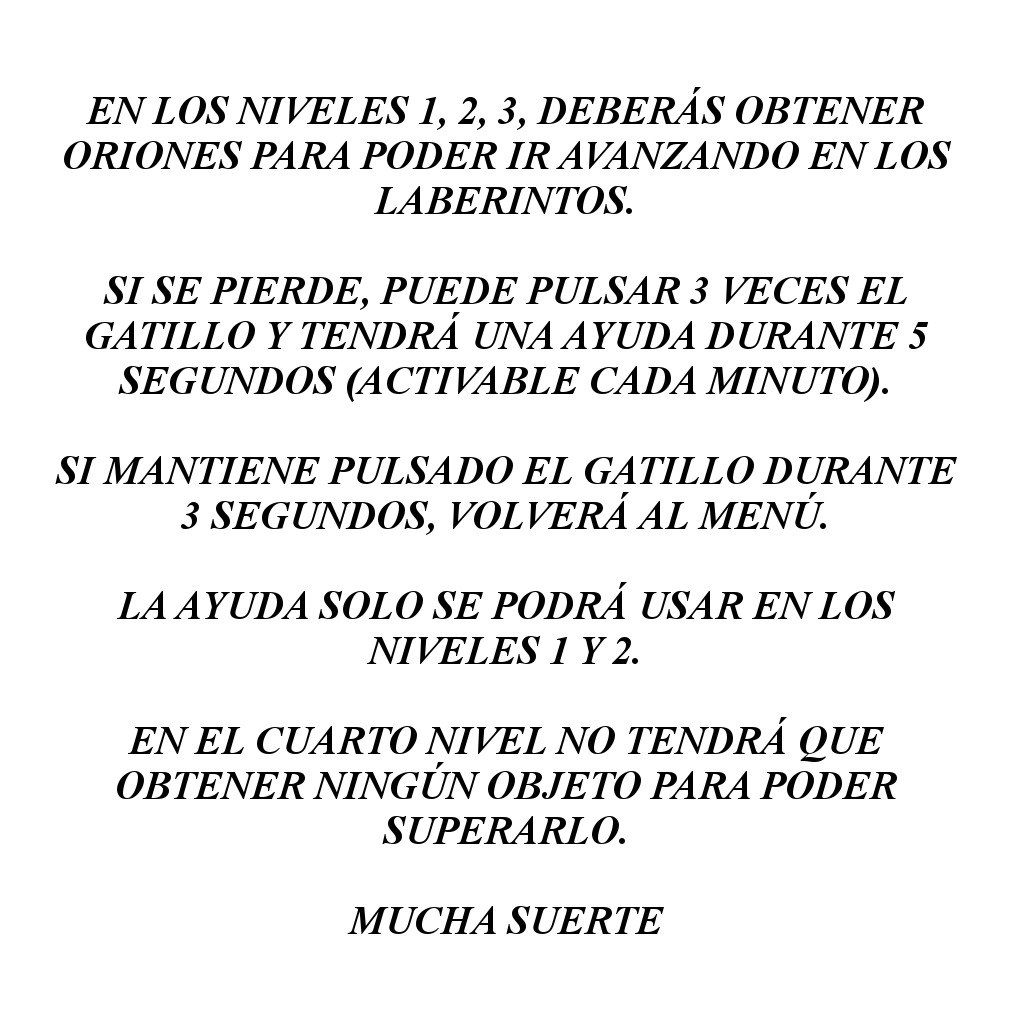 EN LOS NIVELES 1, 2, 3, DEBERÁS OBTENER
ORIONES PARA PODER IR AVANZANDO EN LOS
LABERINTOS.
SI SE PIERDE, PUEDE PULSAR 3 VECES EL
GATILLO Y TENDRÁ UNA AYUDA DURANTE 5
SEGUNDOS (ACTIVABLE CADA MINUTO).
SI MANTIENE PULSADO EL GATILLO DURANTE
3 SEGUNDOS, VOLVERÁ AL MENÚ.
LA AYUDA SOLO SE PODRÁ USAR EN LOS
NIVELES 1 Y 2.
EN EL CUARTO NIVEL NO TENDRÁ QUE
OBTENER NINGÚN OBJETO PARA PODER
SUPERARLO.
MUCHA SUERTE